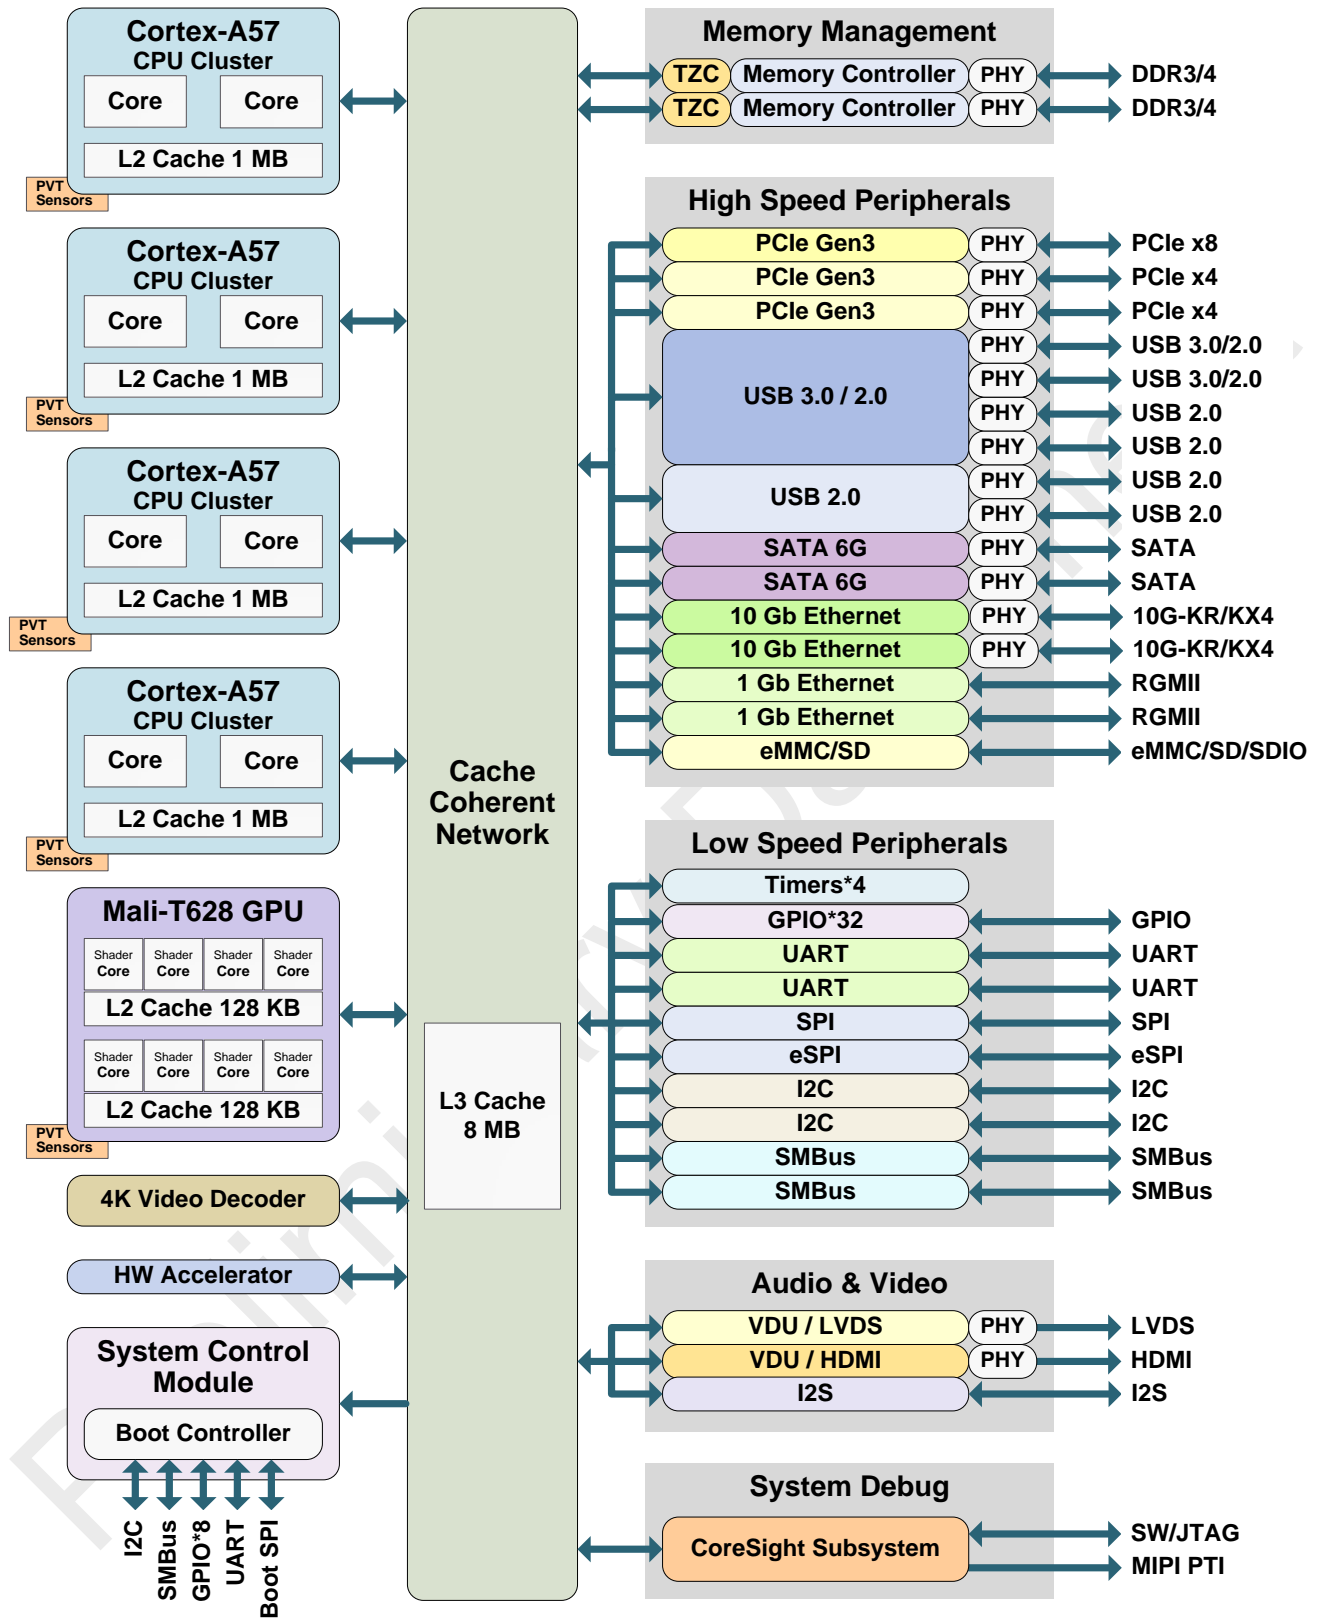 Cortex-A57
CPU Cluster
Core Core
L2 Cache 1 MB
PVT
Sensors
Cortex-A57
CPU Cluster
Core Core
L2 Cache 1 MB
PVT
Sensors
Cortex-A57
CPU Cluster
Core Core
L2 Cache 1 MB
PVT
Sensors
Cortex-A57
CPU Cluster
Core Core
L2 Cache 1 MB
PVT
Sensors
Mali-T628 GPU
Shader Shader Shader Shader
Core Core Core Core
L2 Cache 128 KB
Shader Shader Shader Shader
Core Core Core Core
L2 Cache 128 KB
PVT
Sensors
4K Video Decoder
HW Accelerator
System Control
Module
Boot Controller
I2C
SMBus
GPIO*8
UART
Boot SPI
Cache
Coherent
Network
L3 Cache
8 MB
Memory Management
TZC Memory Controller PHY DDR3/4
TZC Memory Controller PHY DDR3/4
High Speed Peripherals
PCIe Gen3 PHY PCIe x8
PCIe Gen3 PHY PCIe x4
PCIe Gen3 PHY PCIe x4
PHY USB 3.0/2.0
PHY USB 3.0/2.0
USB 3.0 / 2.0
PHY USB 2.0
PHY USB 2.0
PHY USB 2.0
USB 2.0
PHY USB 2.0
SATA 6G PHY SATA
SATA 6G PHY SATA
10 Gb Ethernet PHY 10G-KR/KX4
10 Gb Ethernet PHY 10G-KR/KX4
1 Gb Ethernet RGMII
1 Gb Ethernet RGMII
eMMC/SD eMMC/SD/SDIO
Low Speed Peripherals
Timers*4
GPIO*32 GPIO
UART UART
UART UART
SPI SPI
eSPI eSPI
I2C I2C
I2C I2C
SMBus SMBus
SMBus SMBus
Audio & Video
VDU / LVDS PHY LVDS
VDU / HDMI PHY HDMI
I2S I2S
System Debug
CoreSight Subsystem
SW/JTAG
MIPI PTI